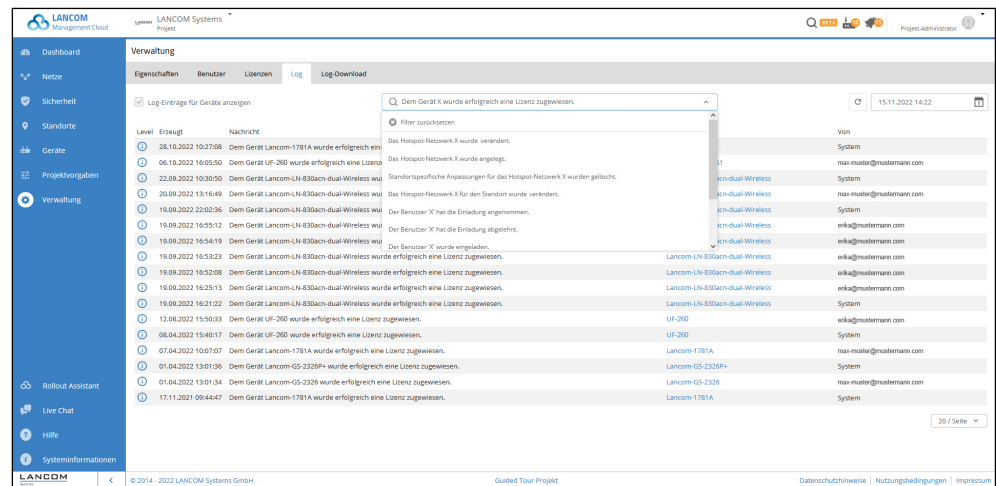 LANCOM
Management Cloud
LANCOM Systems
Projekt
BETA
Projekt-Administrator
Dashboard
Netze
Sicherheit
Standorte
Geräte
Projektvorgaben
Verwaltung
Rollout Assistant
Live Chat
Hilfe
Systeminformationen
LANCOM
Systems
Verwaltung
Eigenschaften Benutzer Lizenzen Log Log-Download
Log-Einträge für Geräte anzeigen
Dem Gerät X wurde erfolgreich eine Lizenz zugewiesen.
15.11.2022 14:22
Filter zurücksetzen
Das Hotspot-Netzwerk X wurde verändert.
Das Hotspot-Netzwerk X wurde angelegt.
Standortspezifische Anpassungen für das Hotspot-Netzwerk X wurden gelöscht.
Das Hotspot-Netzwerk X für den Standort wurde verändert.
Der Benutzer 'X' hat die Einladung angenommen.
Der Benutzer 'X' hat die Einladung abgelehnt.
Der Benutzer 'X' wurde eingeladen.
Level Erzeugt Nachricht Von
28.10.2022 10:27:08 Dem Gerät Lancom-1781A wurde erfolgreich ein System
06.10.2022 16:05:50 Dem Gerät UF-260 wurde erfolgreich eine Lizenz max-muster@mustermann.com
22.09.2022 10:30:50 Dem Gerät Lancom-LN-830acn-dual-Wireless wu acn-dual-Wireless System
20.09.2022 13:16:49 Dem Gerät Lancom-LN-830acn-dual-Wireless wu acn-dual-Wireless max-muster@mustermann.com
19.09.2022 22:02:36 Dem Gerät Lancom-LN-830acn-dual-Wireless wu acn-dual-Wireless System
19.09.2022 16:55:12 Dem Gerät Lancom-LN-830acn-dual-Wireless wu acn-dual-Wireless erika@mustermann.com
19.09.2022 16:54:19 Dem Gerät Lancom-LN-830acn-dual-Wireless wu acn-dual-Wireless erika@mustermann.com
19.09.2022 16:53:23 Dem Gerät Lancom-LN-830acn-dual-Wireless wurde erfolgreich eine Lizenz zugewiesen. Lancom-LN-830acn-dual-Wireless erika@mustermann.com
19.09.2022 16:52:08 Dem Gerät Lancom-LN-830acn-dual-Wireless wurde erfolgreich eine Lizenz zugewiesen. Lancom-LN-830acn-dual-Wireless erika@mustermann.com
19.09.2022 16:25:13 Dem Gerät Lancom-LN-830acn-dual-Wireless wurde erfolgreich eine Lizenz zugewiesen. Lancom-LN-830acn-dual-Wireless erika@mustermann.com
19.09.2022 16:21:22 Dem Gerät Lancom-LN-830acn-dual-Wireless wurde erfolgreich eine Lizenz zugewiesen. Lancom-LN-830acn-dual-Wireless System
12.08.2022 15:50:33 Dem Gerät UF-260 wurde erfolgreich eine Lizenz zugewiesen. UF-260 erika@mustermann.com
08.04.2022 15:40:17 Dem Gerät UF-260 wurde erfolgreich eine Lizenz zugewiesen. UF-260 System
07.04.2022 10:07:07 Dem Gerät Lancom-1781A wurde erfolgreich eine Lizenz zugewiesen. Lancom-1781A max-muster@mustermann.com
01.04.2022 13:01:36 Dem Gerät Lancom-GS-2326P+ wurde erfolgreich eine Lizenz zugewiesen. Lancom-GS-2326P+ System
01.04.2022 13:01:34 Dem Gerät Lancom-GS-2326 wurde erfolgreich eine Lizenz zugewiesen. Lancom-GS-2326 max-muster@mustermann.com
17.11.2021 09:44:47 Dem Gerät Lancom-1781A wurde erfolgreich eine Lizenz zugewiesen. Lancom-1781A System
20 / Seite
© 2014 - 2022 LANCOM Systems GmbH Guided Tour Projekt Datenschutzhinweise | Nutzungsbedingungen | Impressum